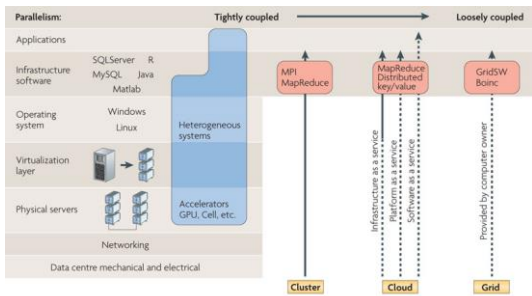 Parallelism:
Tightly coupled
Loosely coupled
Applications
Infrastructure
software
SQLServer R
MySQL Java
Matlab
MPI
MapReduce
MapReduce
Distributed
key/value
GridSW
Boinc
Operating
system
Windows
Linux
Heterogeneous
systems
Virtualization
layer
Physical servers
Accelerators
GPU, Cell, etc.
Infrastructure as a service
Platform as a service
Software as a service
Provided by computer owner
Networking
Data centre mechanical and electrical
Cluster
Cloud
Grid